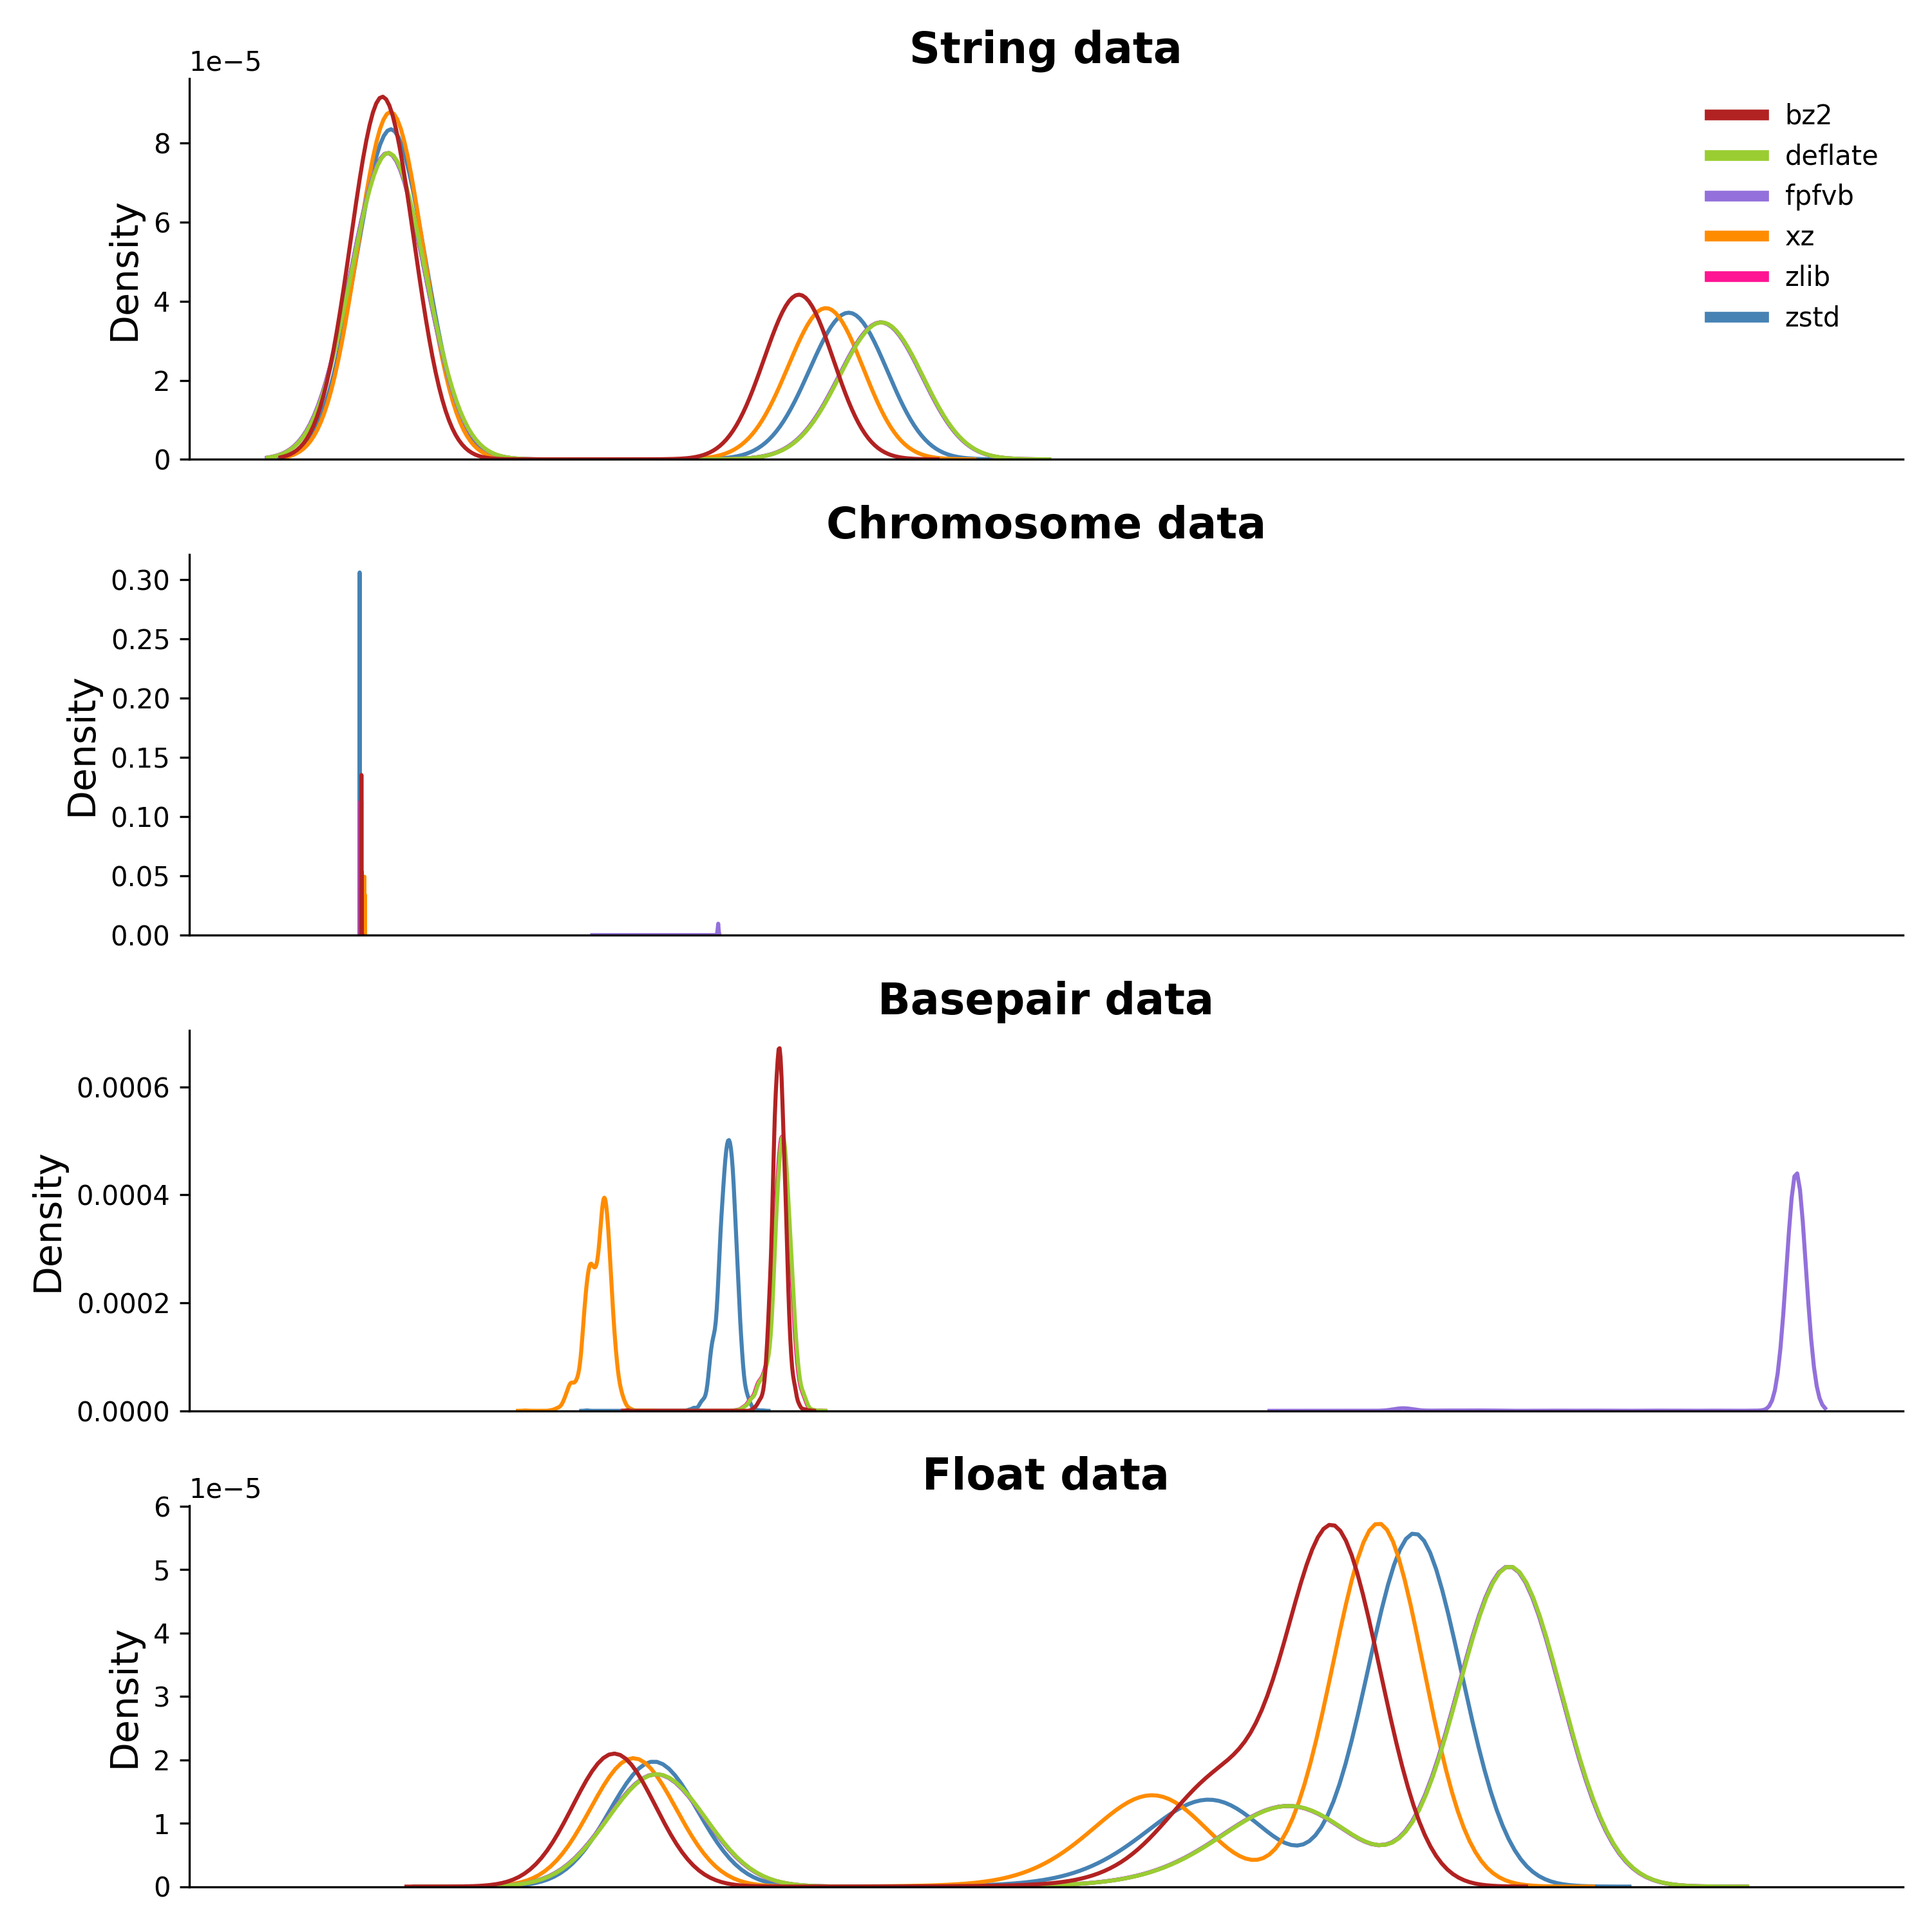 String data
1e−5
Density
8
6
4
2
0
bz2
deflate
fpfvb
xz
zlib
zstd
Chromosome data
Density
0.30
0.25
0.20
0.15
0.10
0.05
0.00
Basepair data
Density
0.0006
0.0004
0.0002
0.0000
Float data
1e−5
Density
6
5
4
3
2
1
0